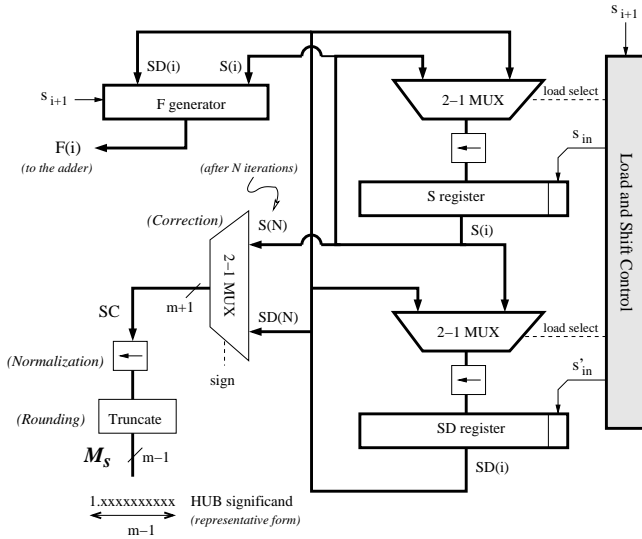 s i+1
SD(i)
S(i)
2–1 MUX
s i+1
F generator
load select
F(i)
(to the adder)
s in
(after N iterations)
S register
Load and Shift Control
(Correction)
S(N)
S(i)
2–1 MUX
m+1
SC
SD(N)
2–1 MUX
load select
(Normalization)
sign
s'in
(Rounding)
Truncate
SD register
Ms
m–1
SD(i)
1.xxxxxxxxxx
HUB significand
(representative form)
m–1